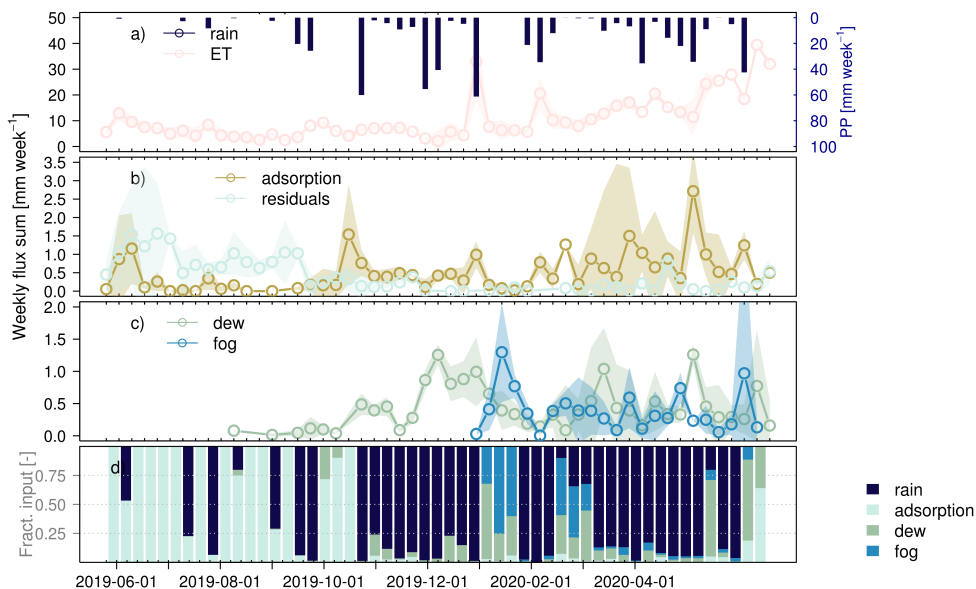 Weekly flux sum [mm week⁻¹]
50
40
30
20
10
0
a)
rain
ET
0
20
40
60
80
100
PP [mm week⁻¹]
3.5
3.0
2.5
2.0
1.5
1.0
0.5
0.0
b)
adsorption
residuals
2.0
1.5
1.0
0.5
0.0
c)
dew
fog
Fract. input [-]
0.75
0.50
0.25
d
2019-06-01
2019-08-01
2019-10-01
2019-12-01
2020-02-01
2020-04-01
rain
adsorption
dew
fog